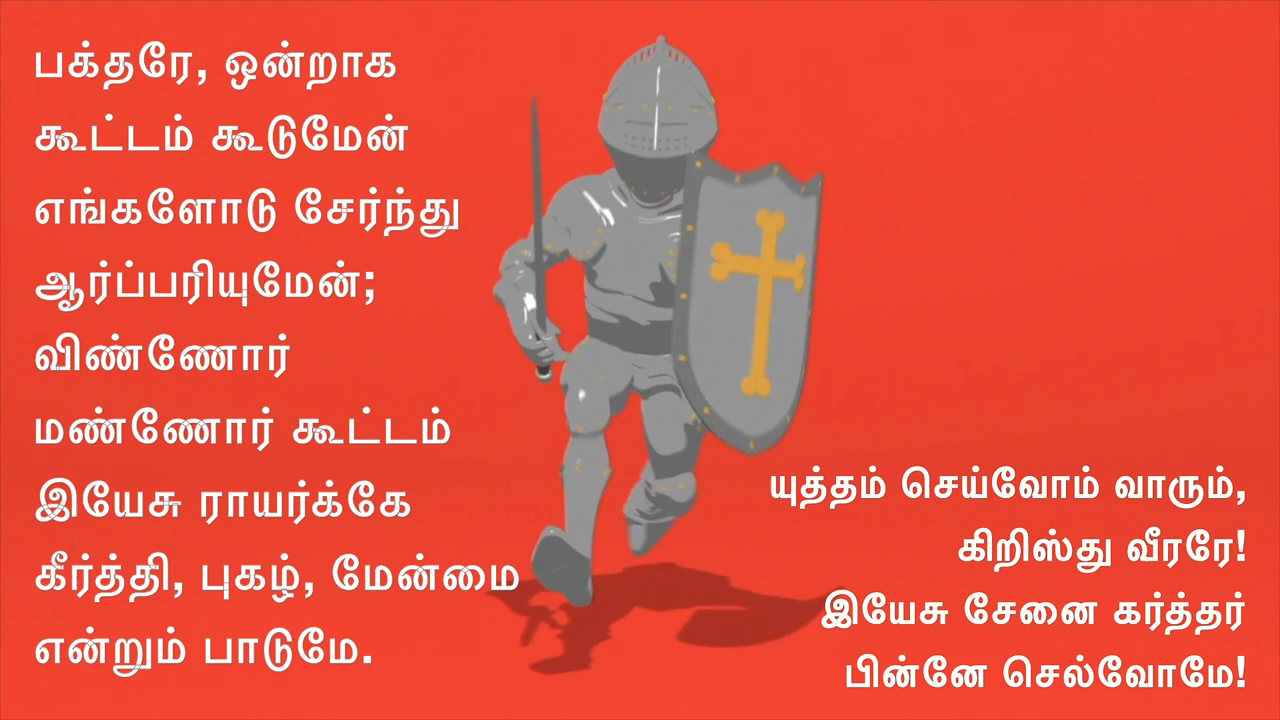 பக்தரே, ஒன்றாக
கூட்டம் கூடுமேன்
எங்களோடு சேர்ந்து
ஆர்ப்பரியுமேன்;
விண்ணோர்
மண்ணோர் கூட்டம்
இயேசு ராயர்க்கே
கீர்த்தி, புகழ், மேன்மை
என்றும் பாடுமே.
யுத்தம் செய்வோம் வாரும்,
கிறிஸ்து வீரரே!
இயேசு சேனை கர்த்தர்
பின்னே செல்வோமே!